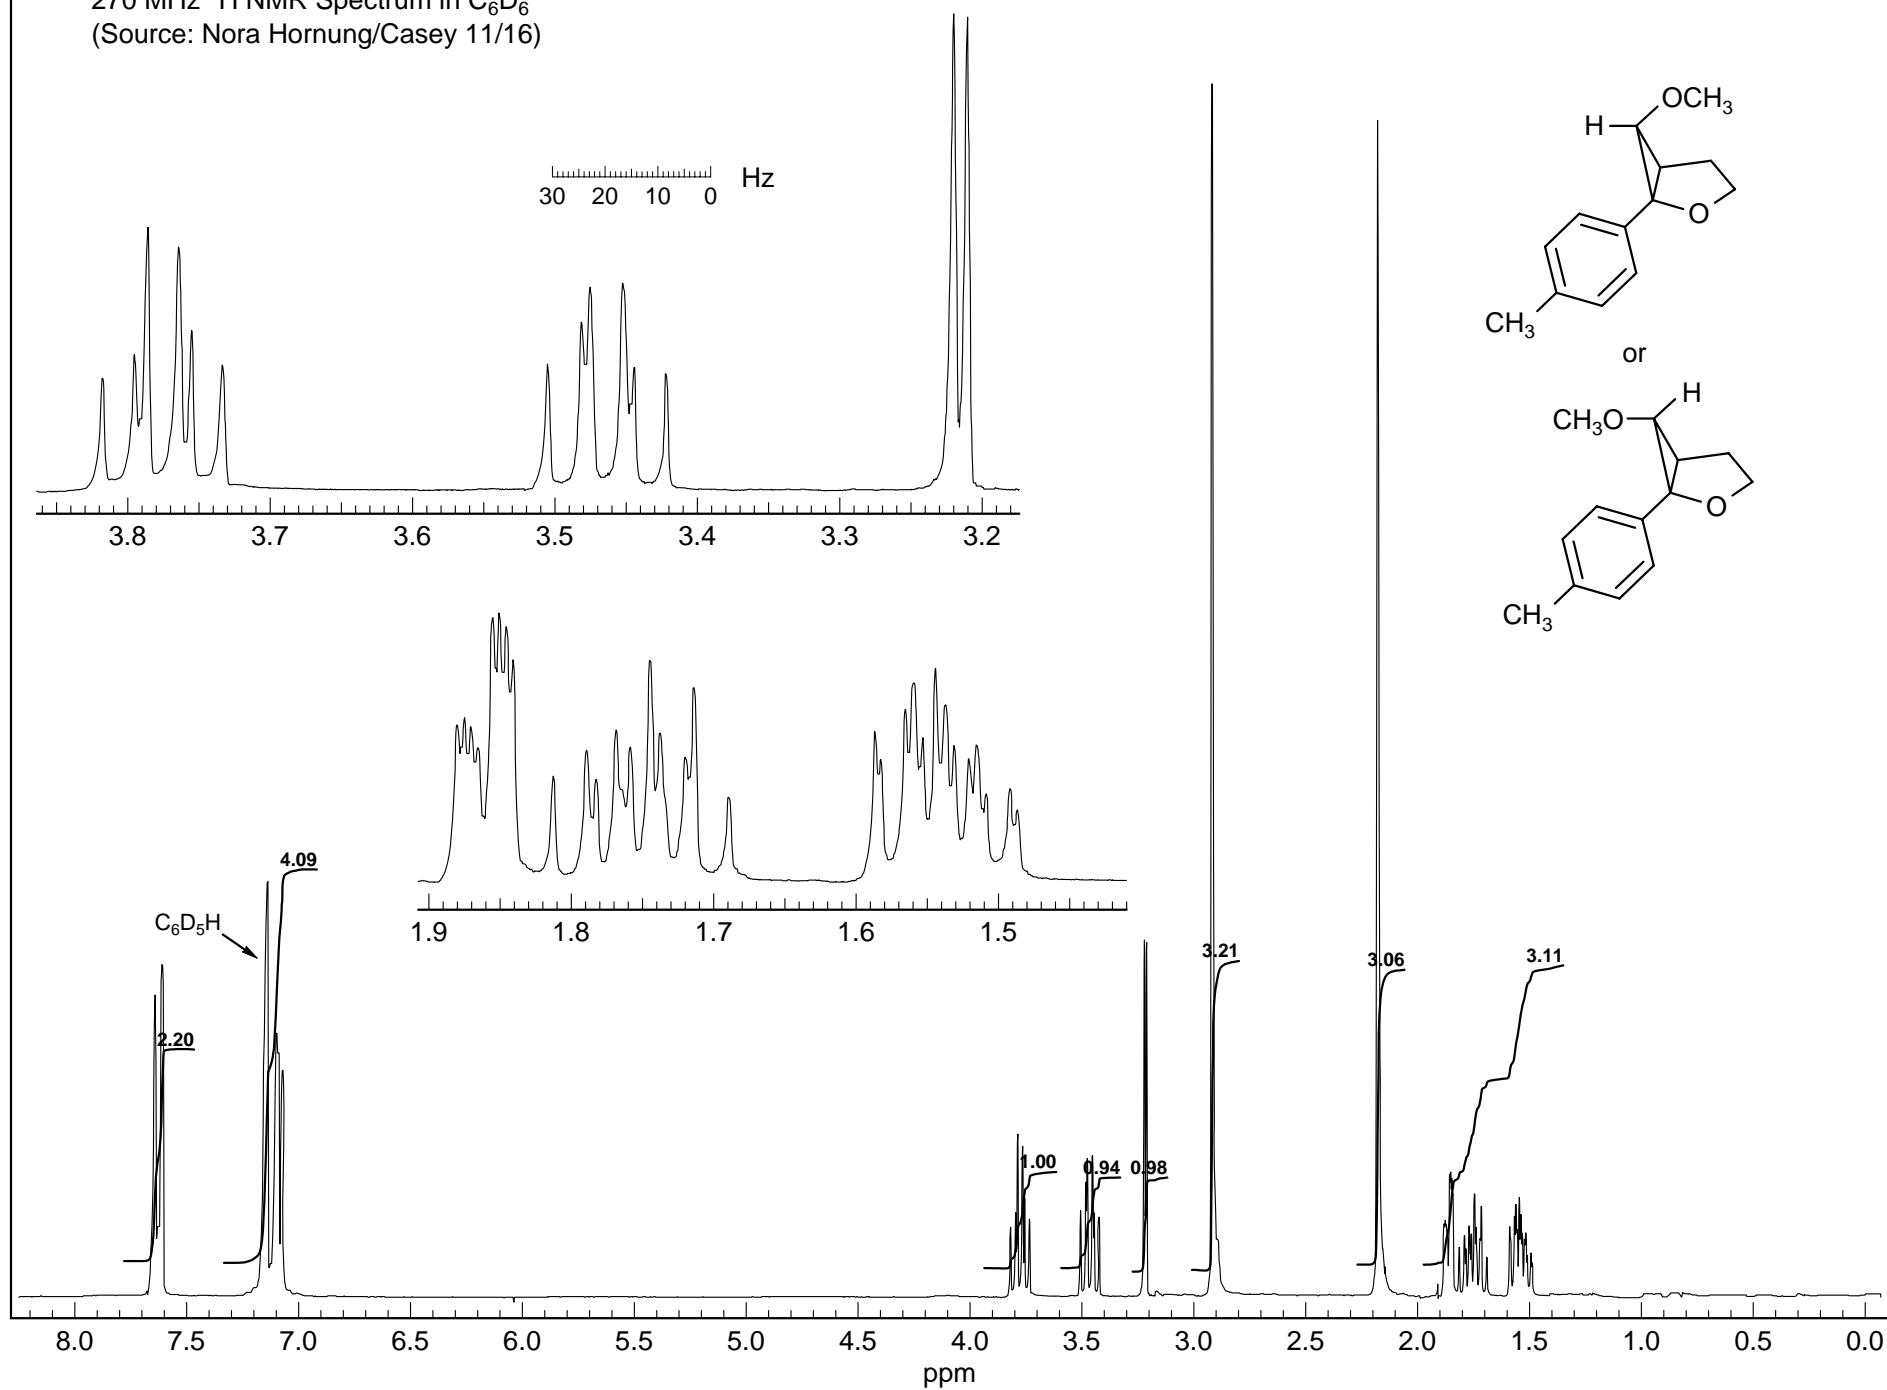 270 MHz ¹H NMR Spectrum in C₆D₆
(Source: Nora Hornung/Casey 11/16)
OCH₃
H
O
CH₃
or
H
CH₃O
O
CH₃
30 20 10 0 Hz
3.8 3.7 3.6 3.5 3.4 3.3 3.2
1.9 1.8 1.7 1.6 1.5
C₆D₅H
2.20
4.09
1.00
0.94
0.98
3.21
3.06
3.11
8.0 7.5 7.0 6.5 6.0 5.5 5.0 4.5 4.0 3.5 3.0 2.5 2.0 1.5 1.0 0.5 0.0
ppm